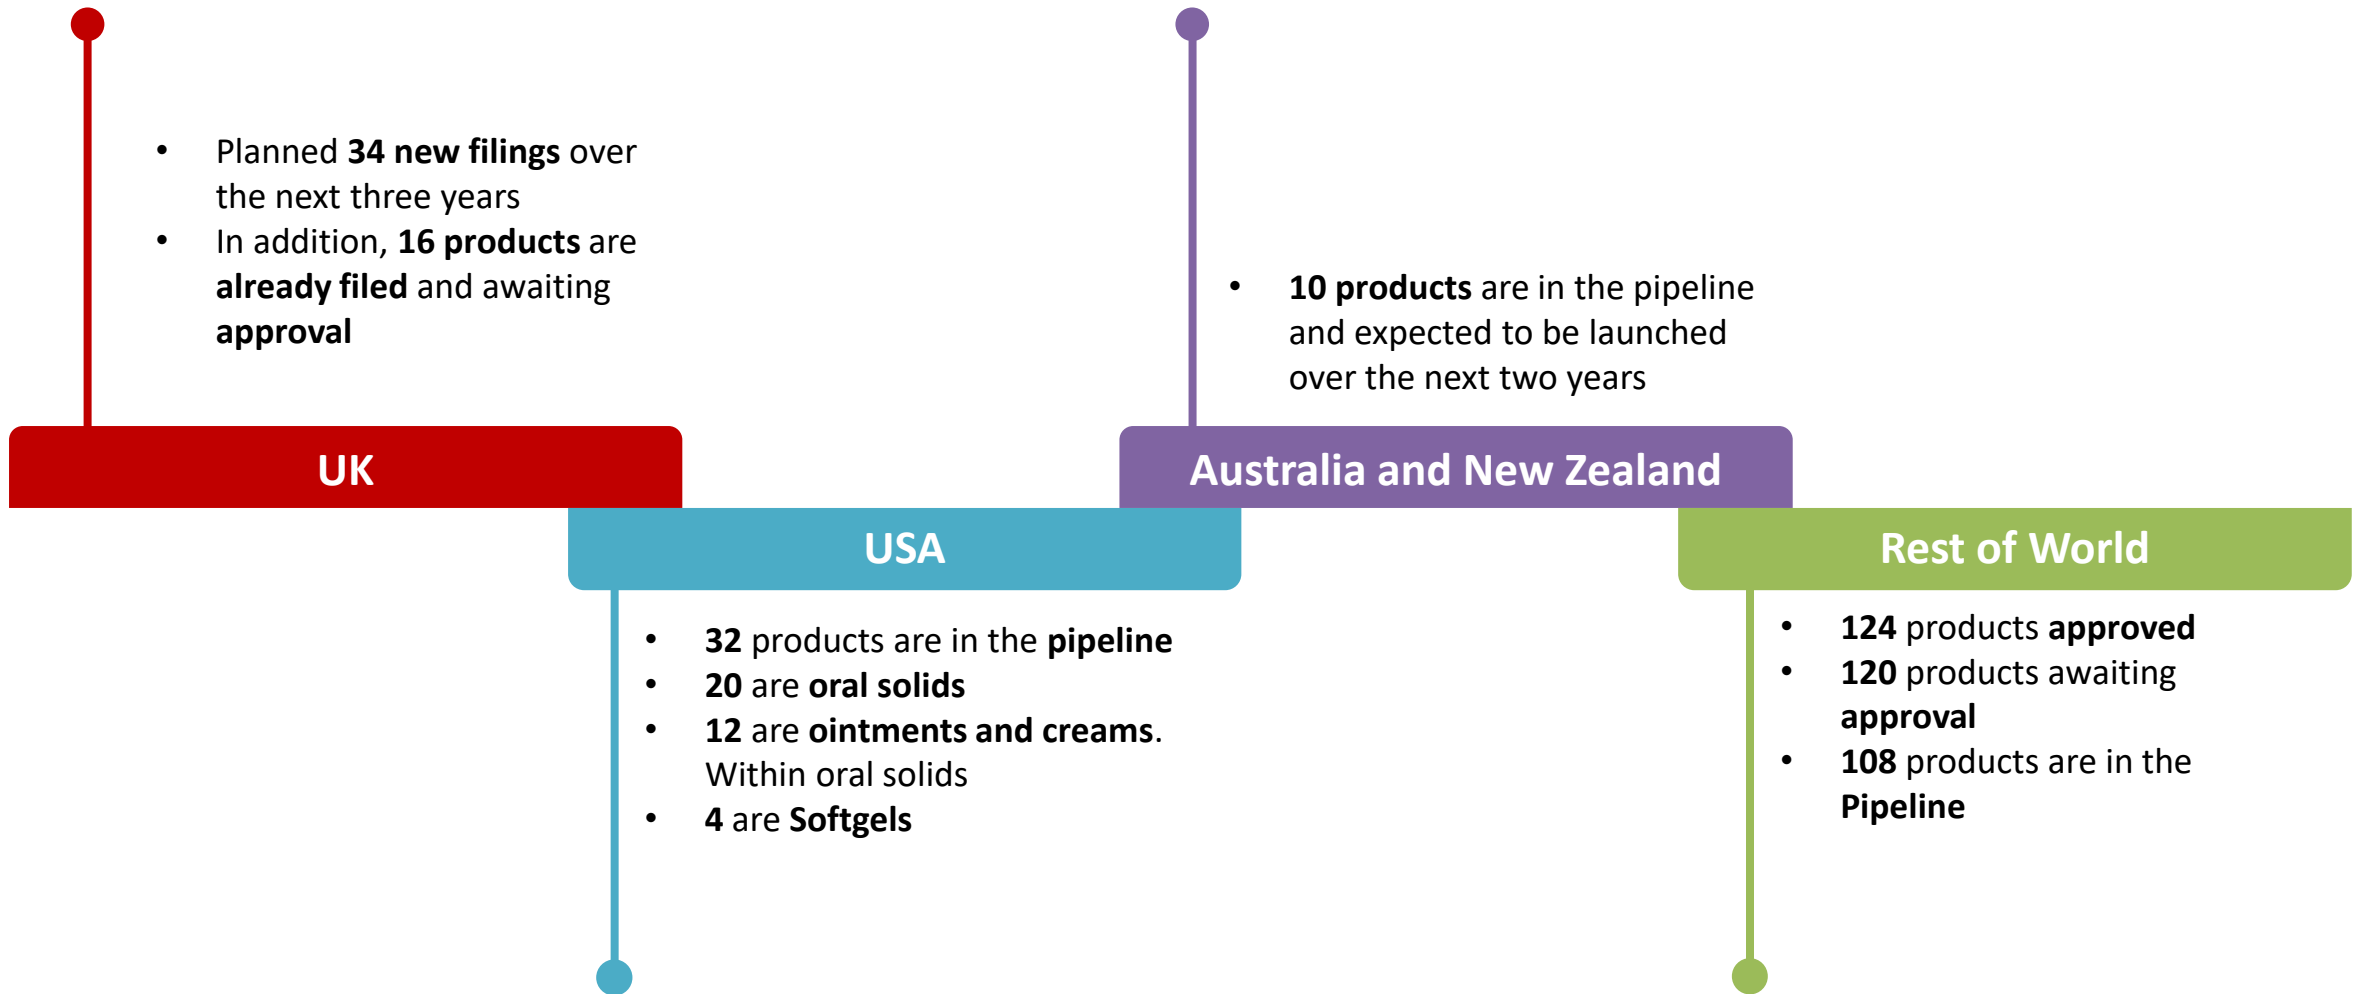 • Planned 34 new filings over
the next three years
• In addition, 16 products are
already filed and awaiting
approval
UK
• 32 products are in the pipeline
• 20 are oral solids
• 12 are ointments and creams.
Within oral solids
• 4 are Softgels
USA
• 10 products are in the pipeline
and expected to be launched
over the next two years
Australia and New Zealand
Rest of World
• 124 products approved
• 120 products awaiting
approval
• 108 products are in the
Pipeline